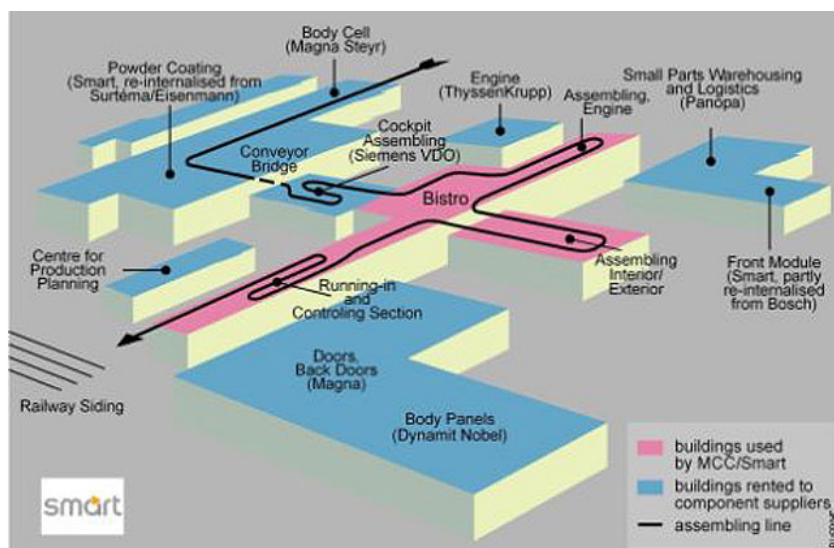 Body Cell
(Magna Steyr)
Powder Coating
(Smart, re-internalised from
Surtéma/Eisenmann)
Engine
(ThyssenKrupp)
Small Parts Warehousing
and Logistics
(Panopa)
Assembling,
Engine
Cockpit
Assembling
(Siemens VDO)
Conveyor
Bridge
Bistro
Centre for
Production
Planning
Assembling
Interior/
Exterior
Front Module
(Smart, partly
re-internalised
from Bosch)
Running-in
and
Controling Section
Doors,
Back Doors
(Magna)
Railway Siding
Body Panels
(Dynamit Nobel)
buildings used
by MCC/Smart
buildings rented to
component suppliers
assembling line
smart